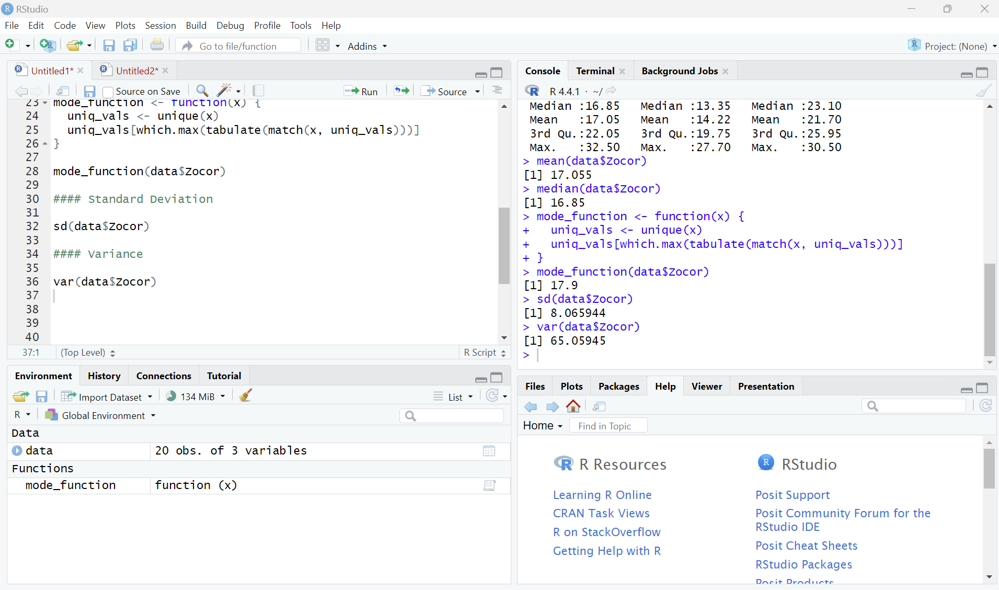 RStudio
File Edit Code View Plots Session Build Debug Profile Tools Help
Go to file/function Addins Project: (None)
Untitled1* Untitled2*
Source on Save Run Source
23 mode_function <- function(x) {
24   uniq_vals <- unique(x)
25   uniq_vals[which.max(tabulate(match(x, uniq_vals)))]
26 }
27
28 mode_function(data$Zocor)
29
30 #### Standard Deviation
31
32 sd(data$Zocor)
33
34 #### Variance
35
36 var(data$Zocor)
37
38
39
40
37:1 (Top Level) R Script
Environment History Connections Tutorial
Import Dataset 134 MiB List
R Global Environment
Data
data 20 obs. of 3 variables
Functions
mode_function function (x)
Console Terminal Background Jobs
R 4.4.1 · ~/
Median :16.85 Median :13.35 Median :23.10
Mean :17.05 Mean :14.22 Mean :21.70
3rd Qu.:22.05 3rd Qu.:19.75 3rd Qu.:25.95
Max. :32.50 Max. :27.70 Max. :30.50
> mean(data$Zocor)
[1] 17.055
> median(data$Zocor)
[1] 16.85
> mode_function <- function(x) {
+   uniq_vals <- unique(x)
+   uniq_vals[which.max(tabulate(match(x, uniq_vals)))]
+ }
> mode_function(data$Zocor)
[1] 17.9
> sd(data$Zocor)
[1] 8.065944
> var(data$Zocor)
[1] 65.05945
>
Files Plots Packages Help Viewer Presentation
Home Find in Topic
R Resources
Learning R Online
CRAN Task Views
R on StackOverflow
Getting Help with R
RStudio
Posit Support
Posit Community Forum for the
RStudio IDE
Posit Cheat Sheets
RStudio Packages
Posit Products